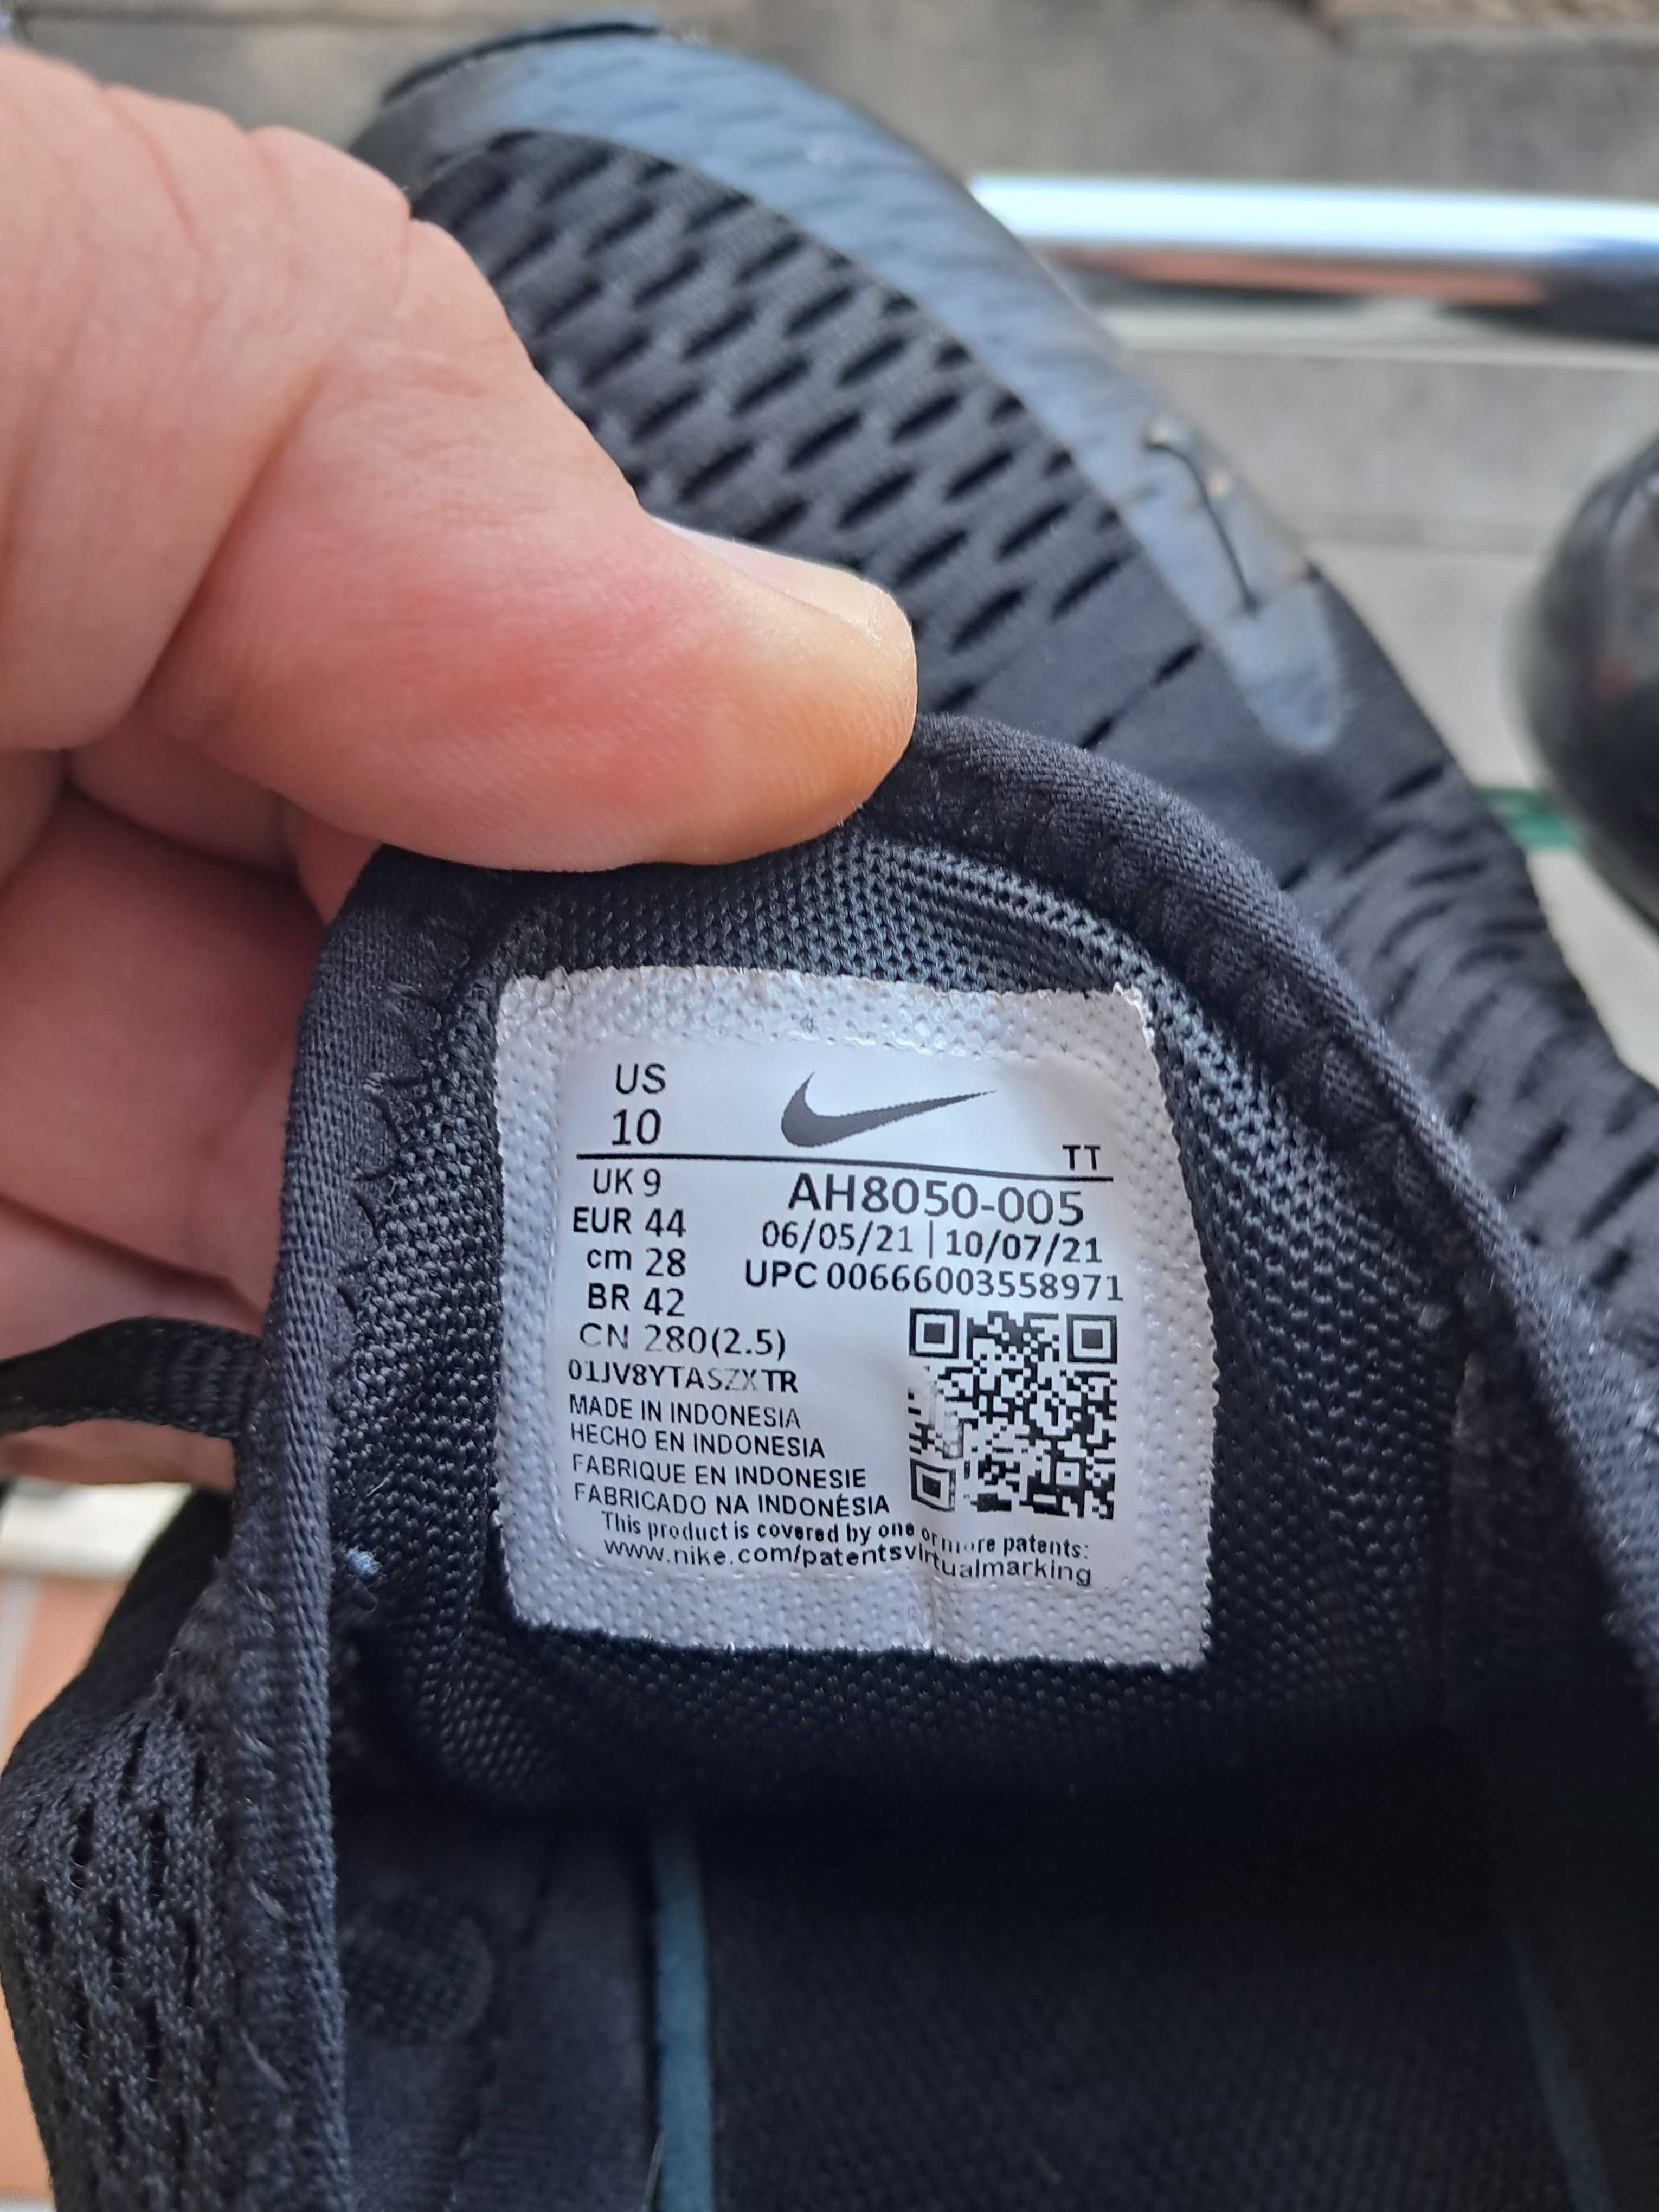 US
10
TT
UK 9
EUR 44
cm 28
BR 42
CN 280(2.5)
AH8050-005
06/05/21 | 10/07/21
UPC 00666003558971
01JV8YTASZXTR
MADE IN INDONESIA
HECHO EN INDONESIA
FABRIQUE EN INDONESIE
FABRICADO NA INDONÉSIA
This product is covered by one or more patents:
www.nike.com/patentsvirtualmarking